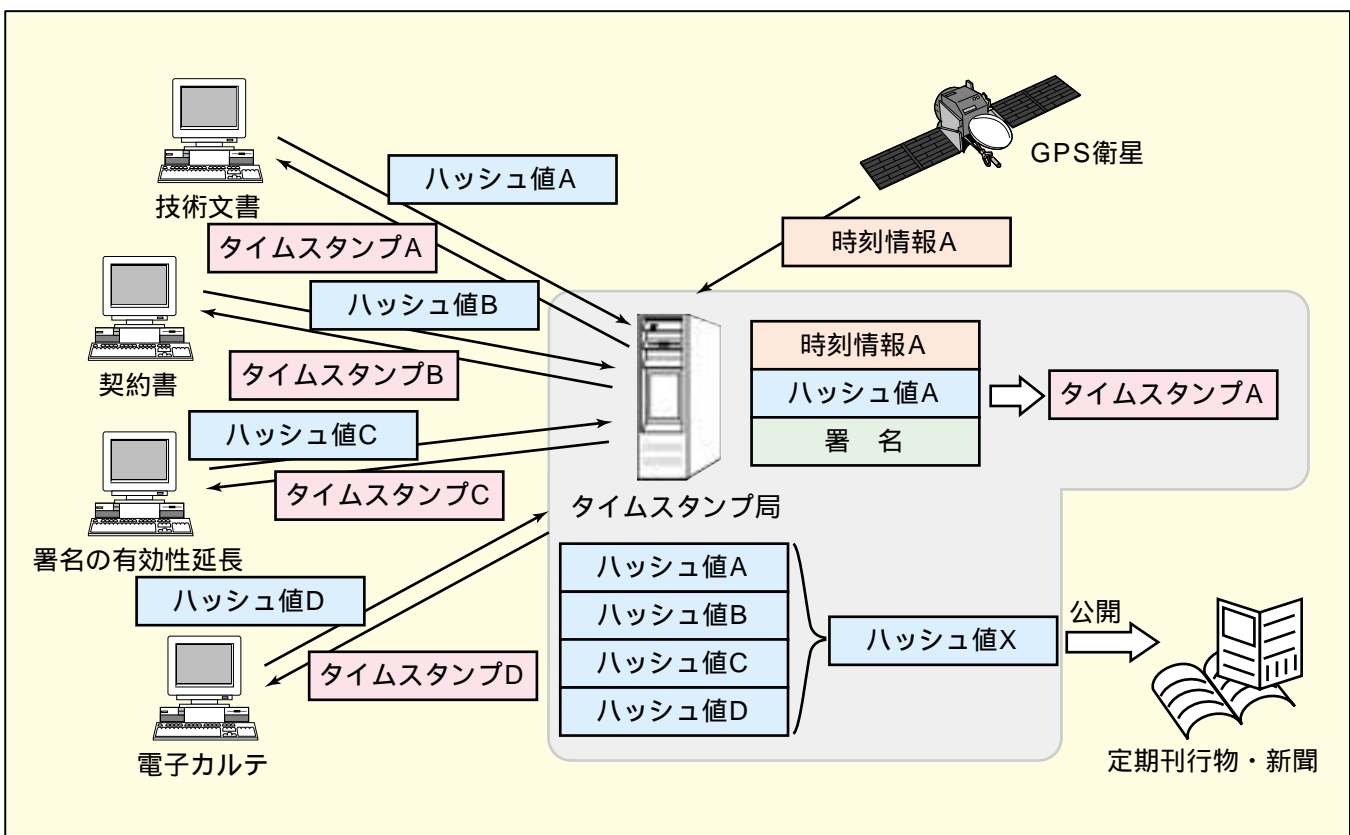 技術文書
ハッシュ値A
タイムスタンプA
GPS衛星
時刻情報A
契約書
ハッシュ値B
タイムスタンプB
時刻情報A
ハッシュ値A
署 名
タイムスタンプA
署名の有効性延長
ハッシュ値C
タイムスタンプC
タイムスタンプ局
電子カルテ
ハッシュ値D
タイムスタンプD
ハッシュ値A
ハッシュ値B
ハッシュ値C
ハッシュ値D
ハッシュ値X
公開
定期刊行物・新聞